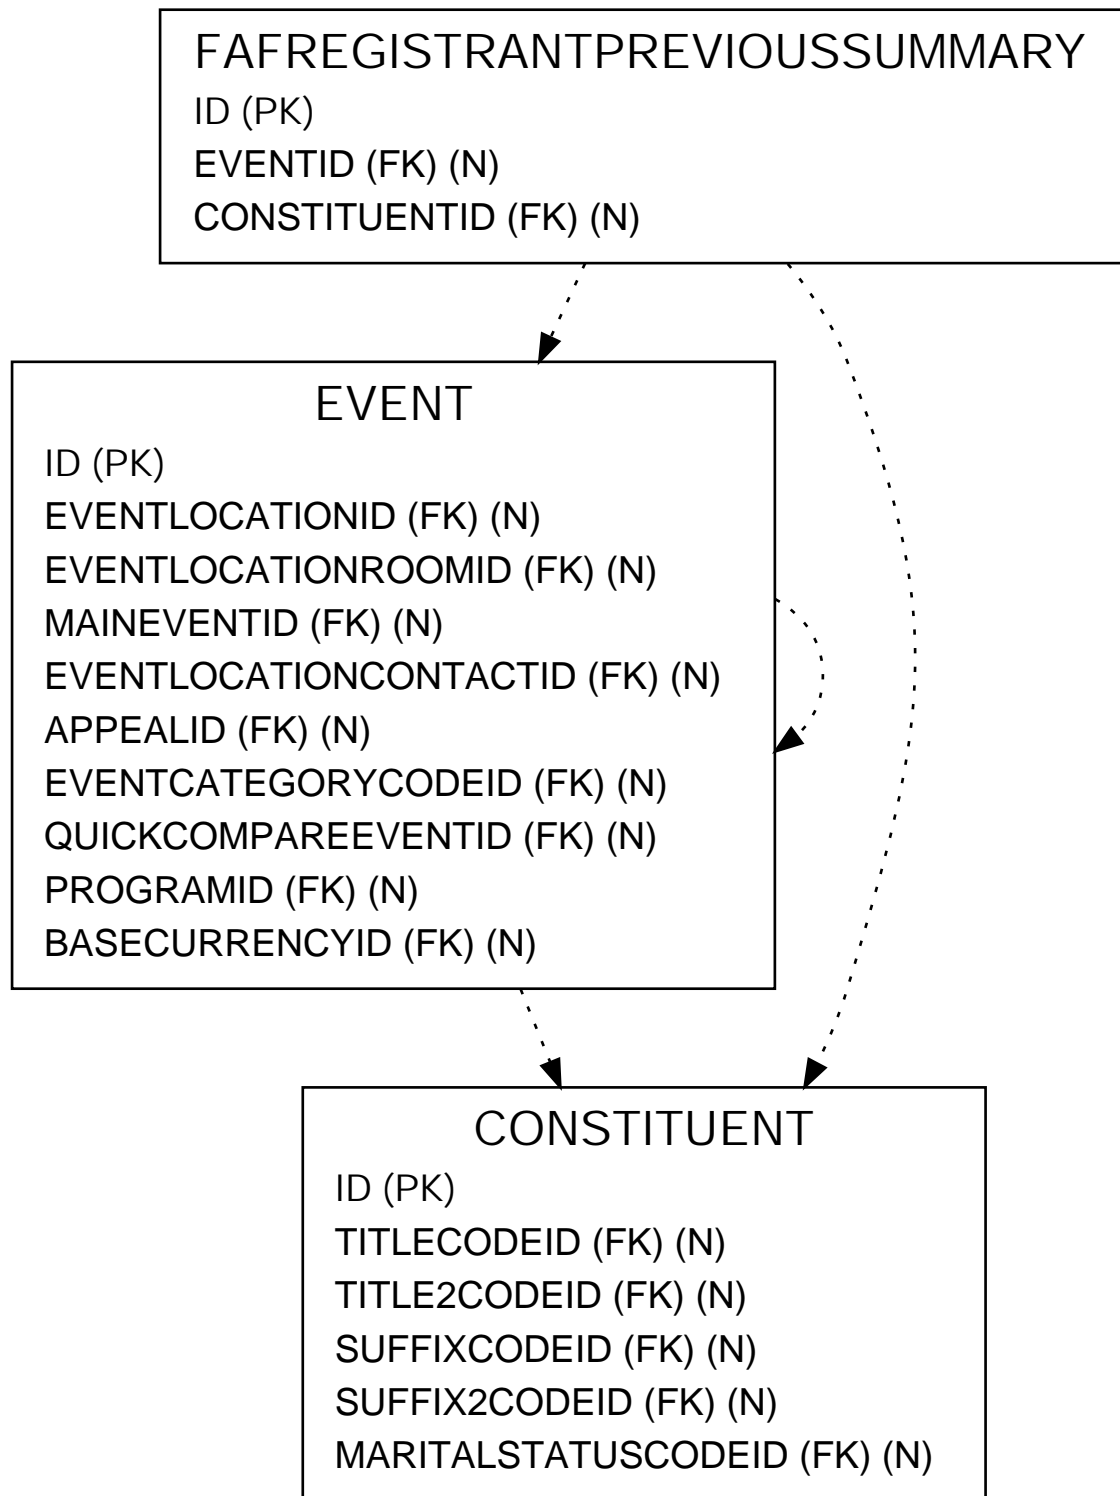 FAFREGISTRANTPREVIOUSSUMMARY
ID (PK)
EVENTID (FK) (N)
CONSTITUENTID (FK) (N)
EVENT
ID (PK)
EVENTLOCATIONID (FK) (N)
EVENTLOCATIONROOMID (FK) (N)
MAINEVENTID (FK) (N)
EVENTLOCATIONCONTACTID (FK) (N)
APPEALID (FK) (N)
EVENTCATEGORYCODEID (FK) (N)
QUICKCOMPAREEVENTID (FK) (N)
PROGRAMID (FK) (N)
BASECURRENCYID (FK) (N)
CONSTITUENT
ID (PK)
TITLECODEID (FK) (N)
TITLE2CODEID (FK) (N)
SUFFIXCODEID (FK) (N)
SUFFIX2CODEID (FK) (N)
MARITALSTATUSCODEID (FK) (N)